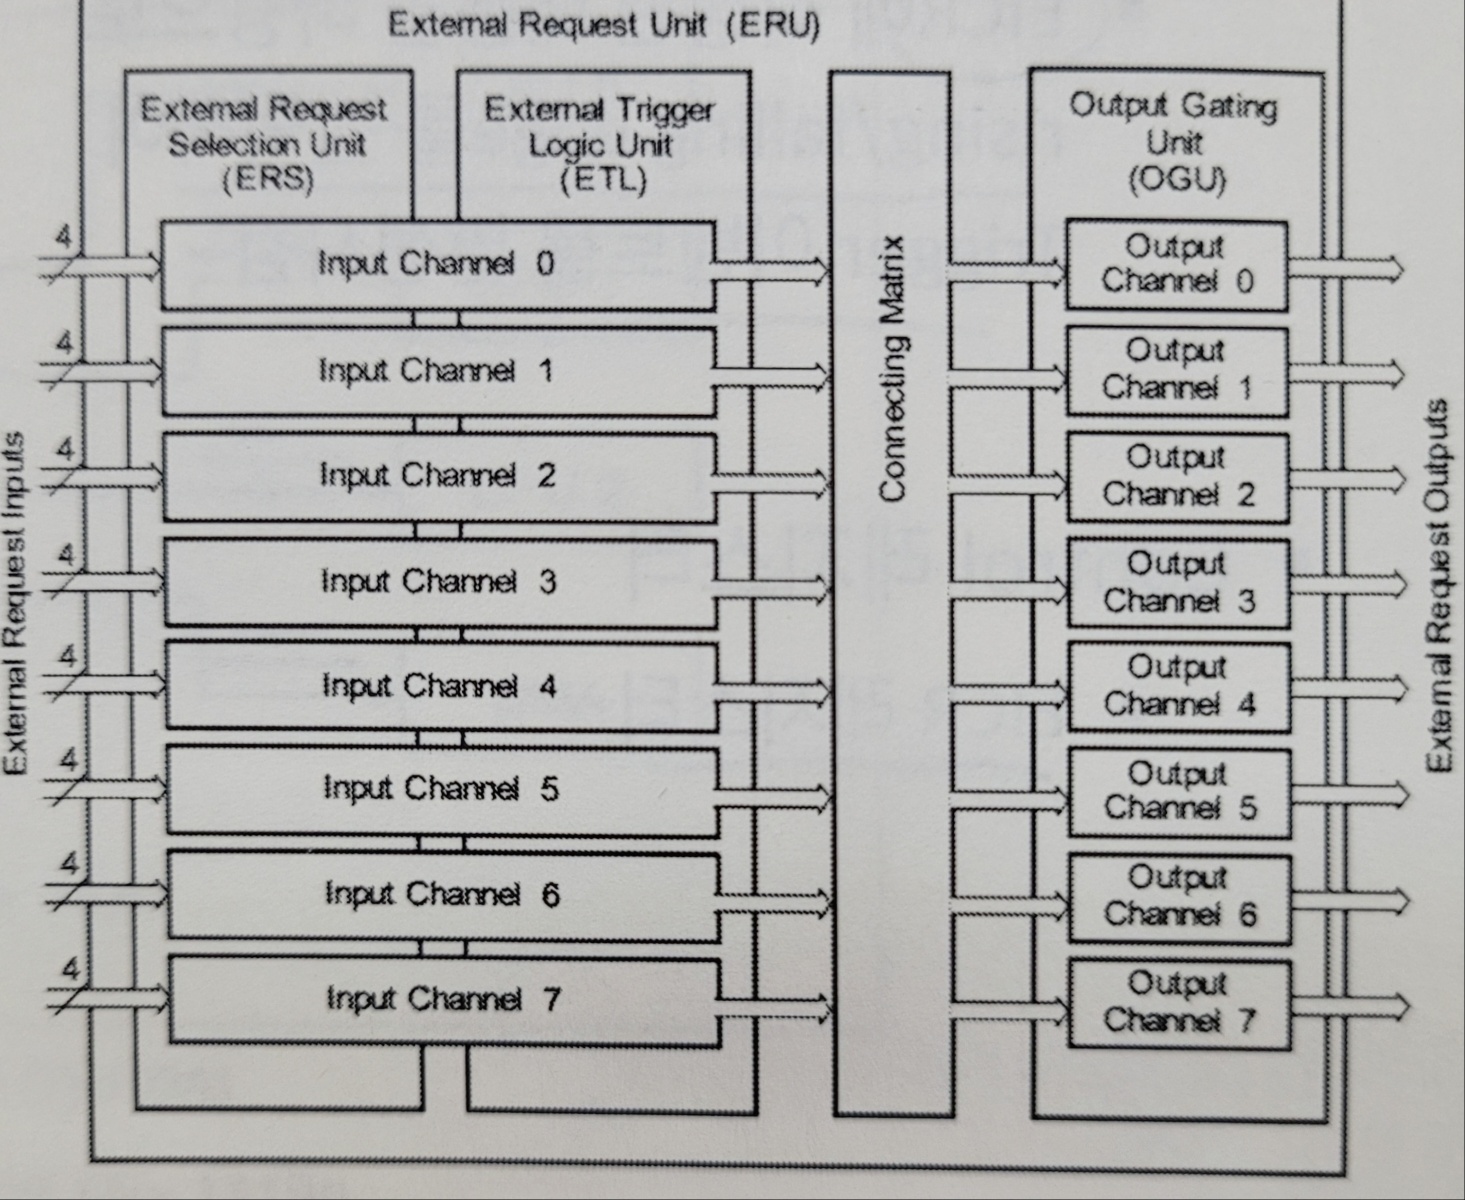 External Request Unit (ERU)
External Request
Selection Unit
(ERS)
External Trigger
Logic Unit
(ETL)
Output Gating
Unit
(OGU)
External Request Inputs
4
Input Channel 0
4
Input Channel 1
4
Input Channel 2
4
Input Channel 3
4
Input Channel 4
4
Input Channel 5
4
Input Channel 6
4
Input Channel 7
Connecting Matrix
Output
Channel 0
Output
Channel 1
Output
Channel 2
Output
Channel 3
Output
Channel 4
Output
Channel 5
Output
Channel 6
Output
Channel 7
External Request Outputs